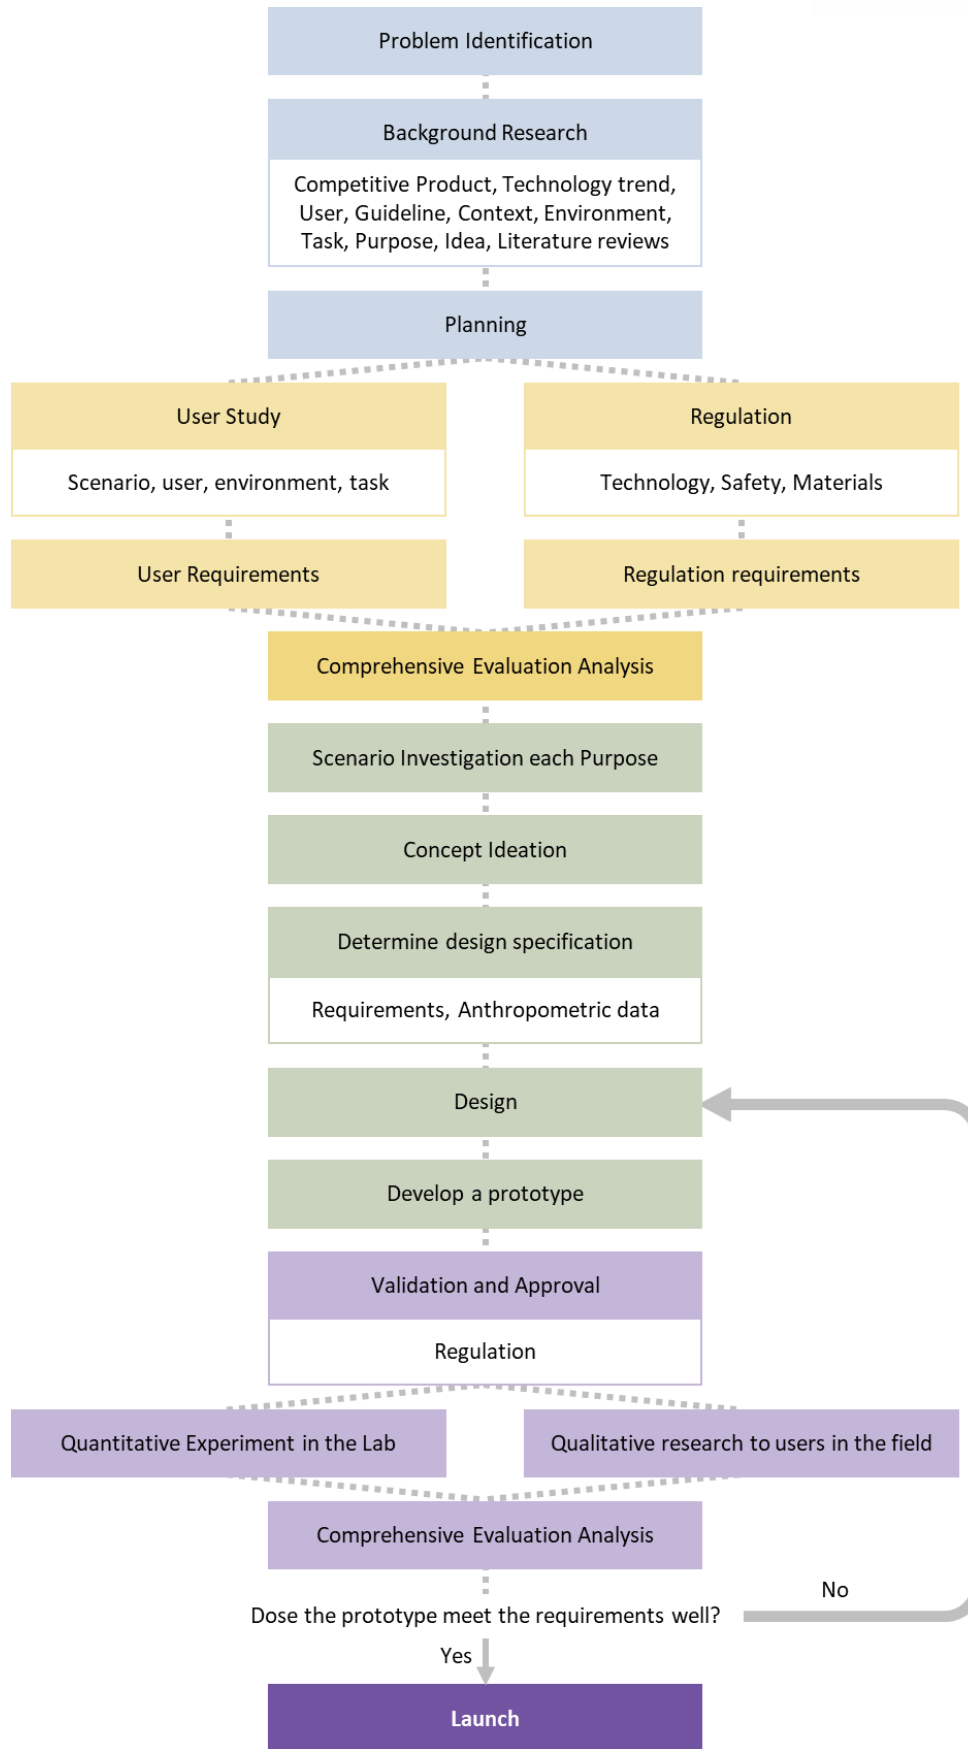 Problem Identification
Background Research
Competitive Product, Technology trend,
User, Guideline, Context, Environment,
Task, Purpose, Idea, Literature reviews
Planning
User Study
Scenario, user, environment, task
User Requirements
Regulation
Technology, Safety, Materials
Regulation requirements
Comprehensive Evaluation Analysis
Scenario Investigation each Purpose
Concept Ideation
Determine design specification
Requirements, Anthropometric data
Design
Develop a prototype
Validation and Approval
Regulation
Quantitative Experiment in the Lab
Qualitative research to users in the field
Comprehensive Evaluation Analysis
Dose the prototype meet the requirements well?
No
Yes
Launch